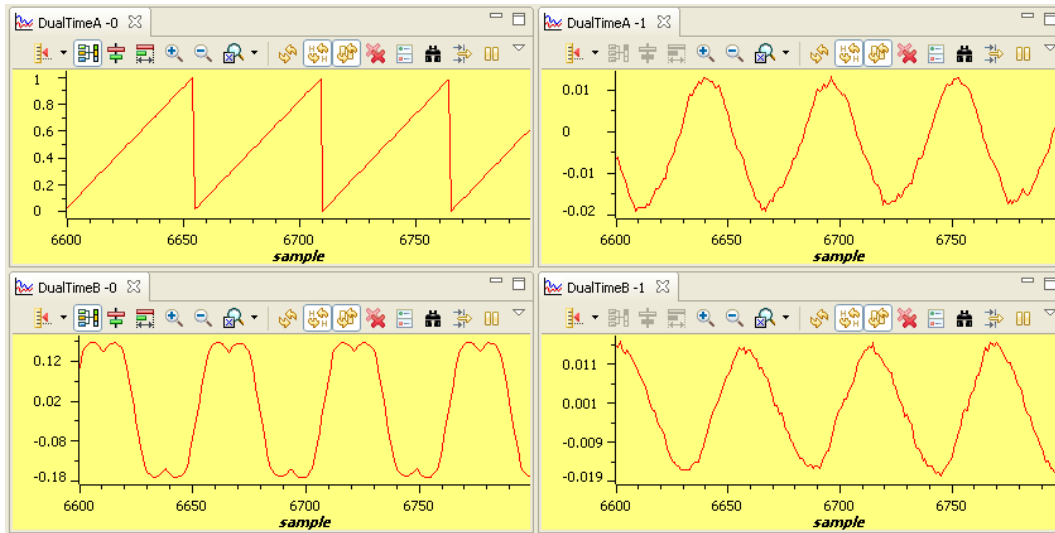 DualTimeA -0
1
0.8
0.6
0.4
0.2
0
6600 6650 6700 6750
sample
DualTimeA -1
0.01
0
-0.01
-0.02
6600 6650 6700 6750
sample
DualTimeB -0
0.12
0.02
-0.08
-0.18
6600 6650 6700 6750
sample
DualTimeB -1
0.011
0.001
-0.009
-0.019
6600 6650 6700 6750
sample